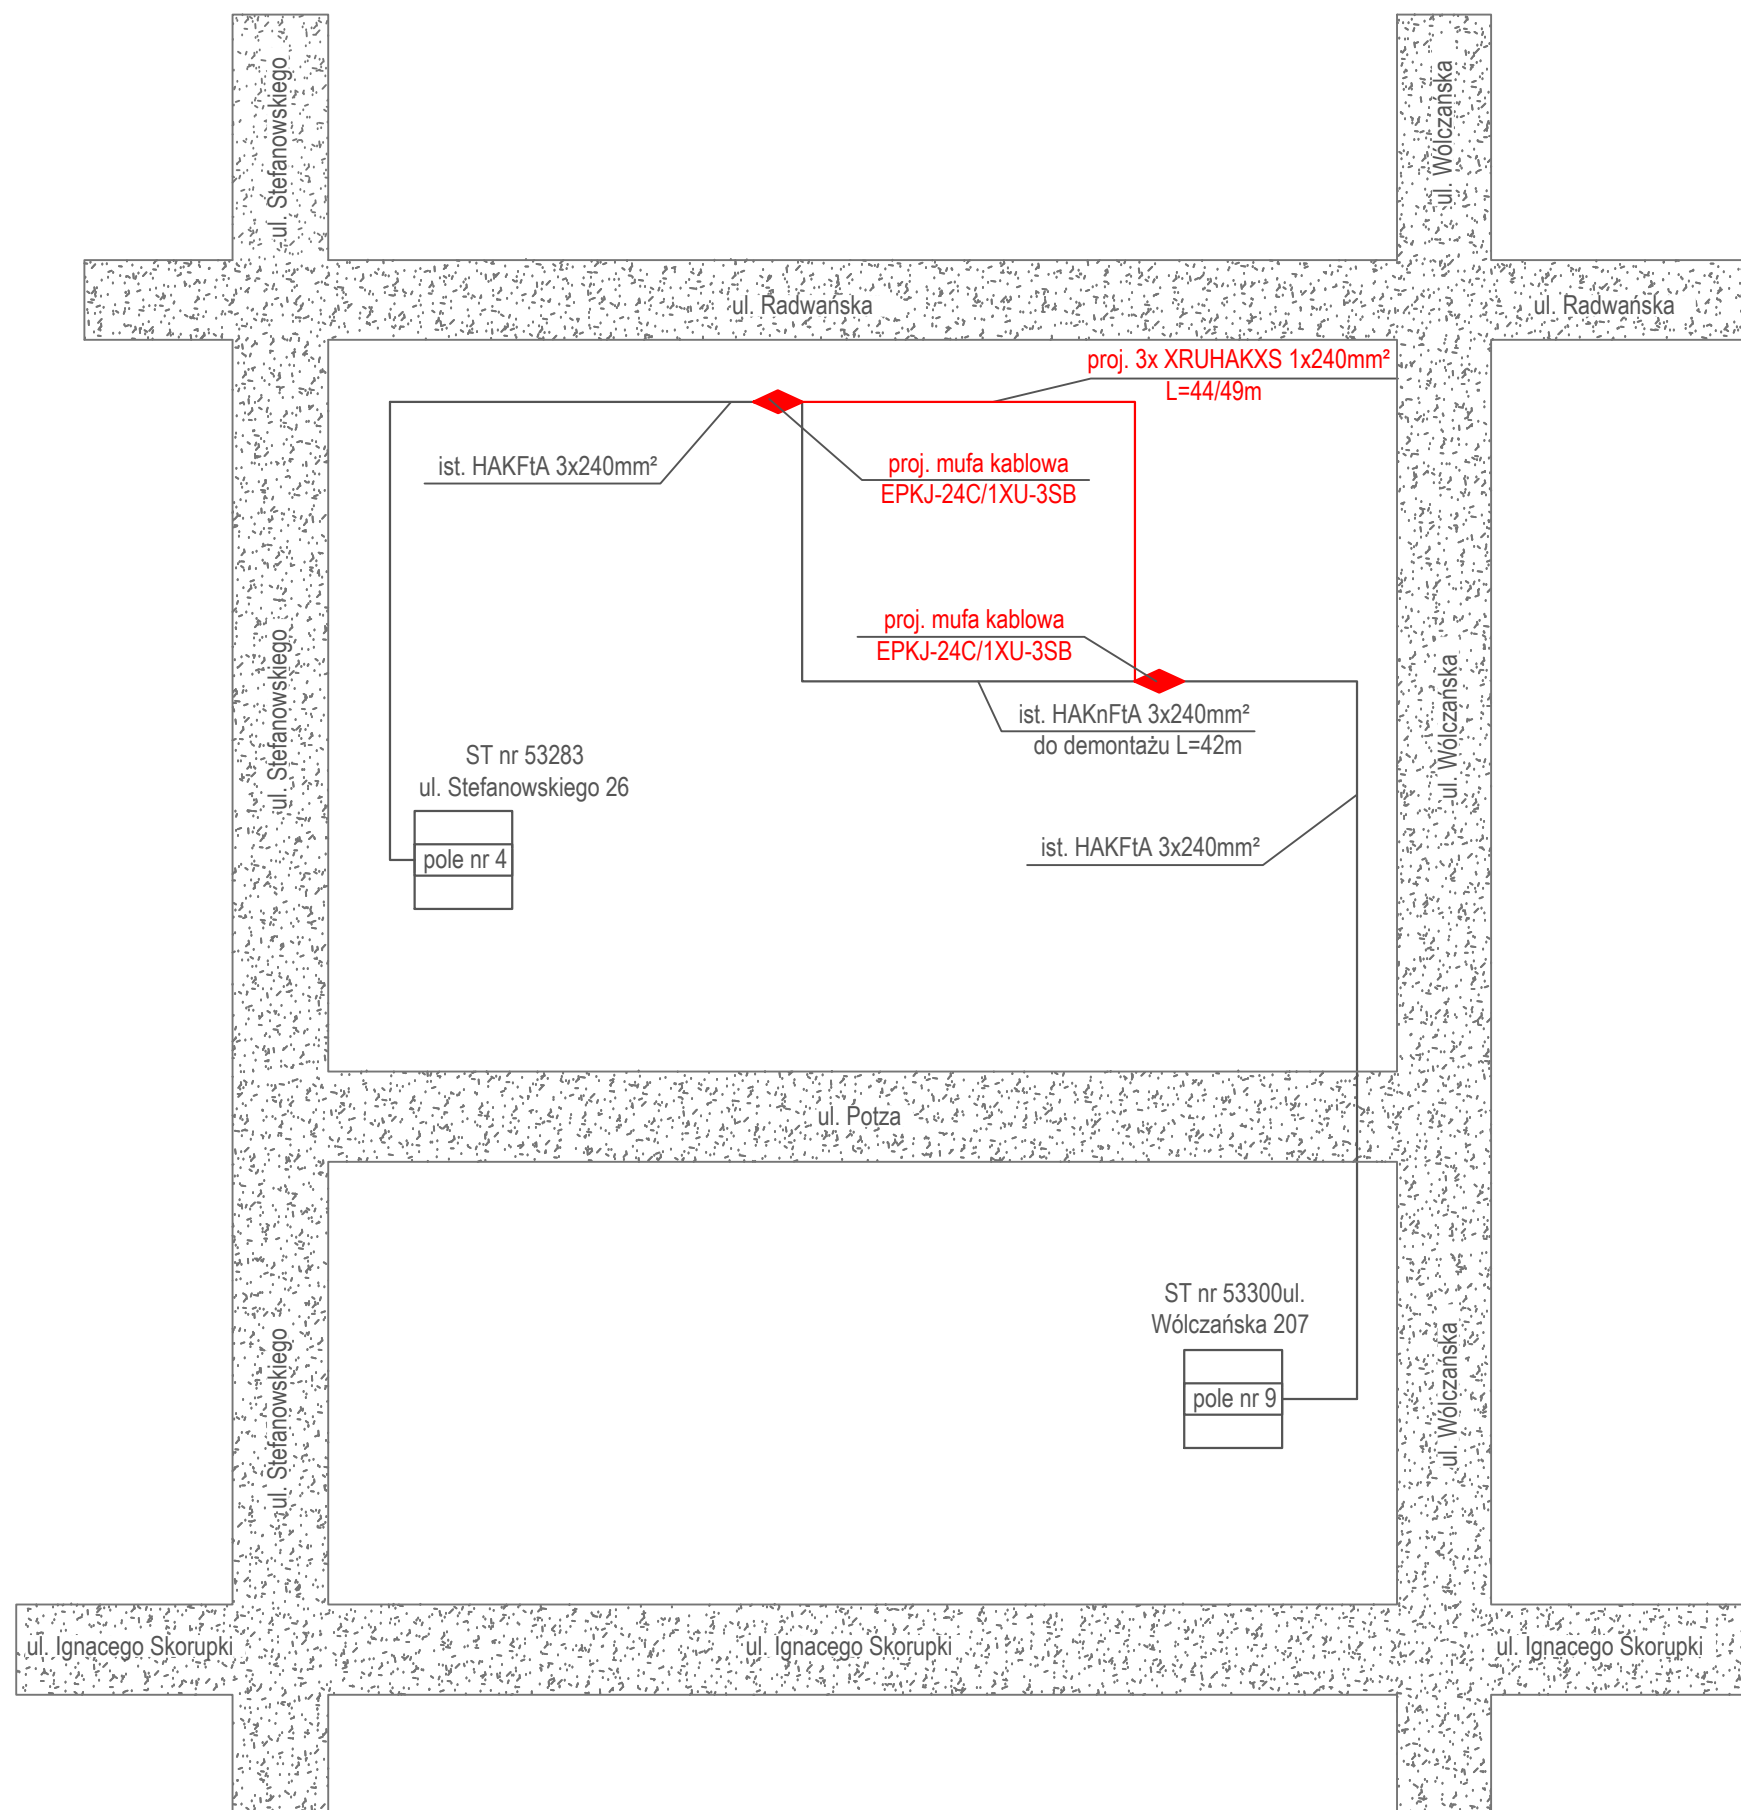 ul. Stefanowskiego
ul. Wólczańska
ul. Radwańska
ul. Radwańska
proj. 3x XRUHAKXS 1x240mm²
L=44/49m
ist. HAKFtA 3x240mm²
proj. mufa kablowa
EPKJ-24C/1XU-3SB
proj. mufa kablowa
EPKJ-24C/1XU-3SB
ul. Stefanowskiego
ul. Wólczańska
ist. HAKnFtA 3x240mm²
do demontażu L=42m
ST nr 53283
ul. Stefanowskiego 26
pole nr 4
ist. HAKFtA 3x240mm²
ul. Potza
ST nr 53300ul.
Wólczańska 207
pole nr 9
ul. Stefanowskiego
ul. Wólczańska
ul. Ignacego Skorupki
ul. Ignacego Skorupki
ul. Ignacego Skorupki